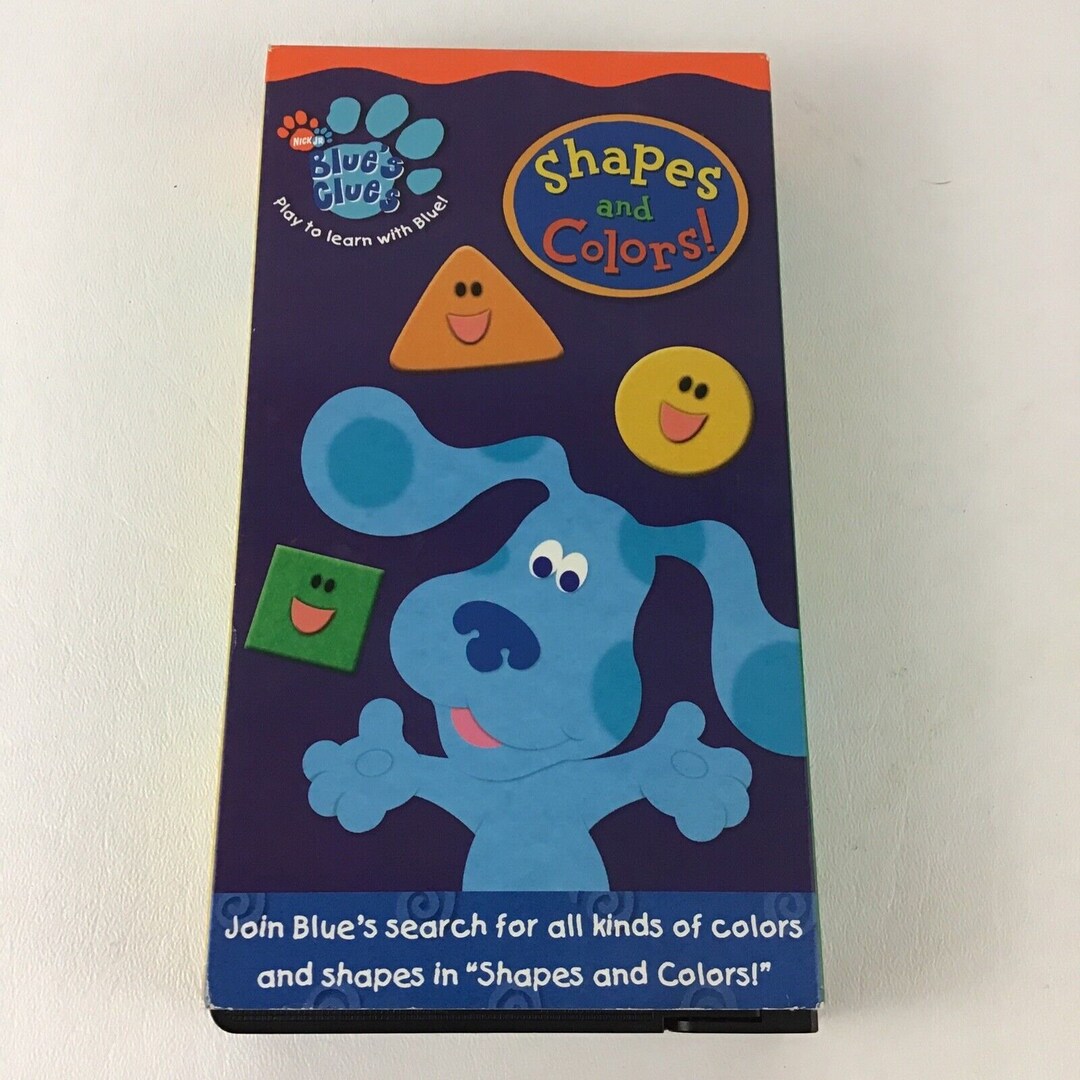 NICK JR
Blue's
Clues
Play to learn with Blue!
Shapes
and
Colors!
Join Blue's search for all kinds of colors
and shapes in "Shapes and Colors!"